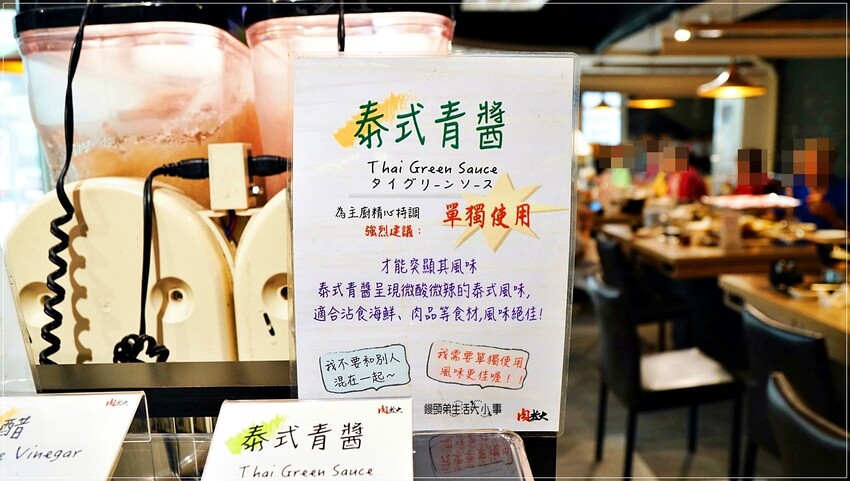 泰式青醬
Thai Green Sauce
タイグリーンソース
為主廚精心特調
強烈建議：
單獨使用
才能突顯其風味
泰式青醬呈現微酸微辣的泰式風味,
適合沾食海鮮、肉品等食材,風味絕佳!
我不要和別人
混在一起~
我需要單獨使用
風味更佳喔！！
饅頭弟生活大小事
肉老大
醋
e Vinegar
肉老大
泰式青醬
Thai Green Sauce